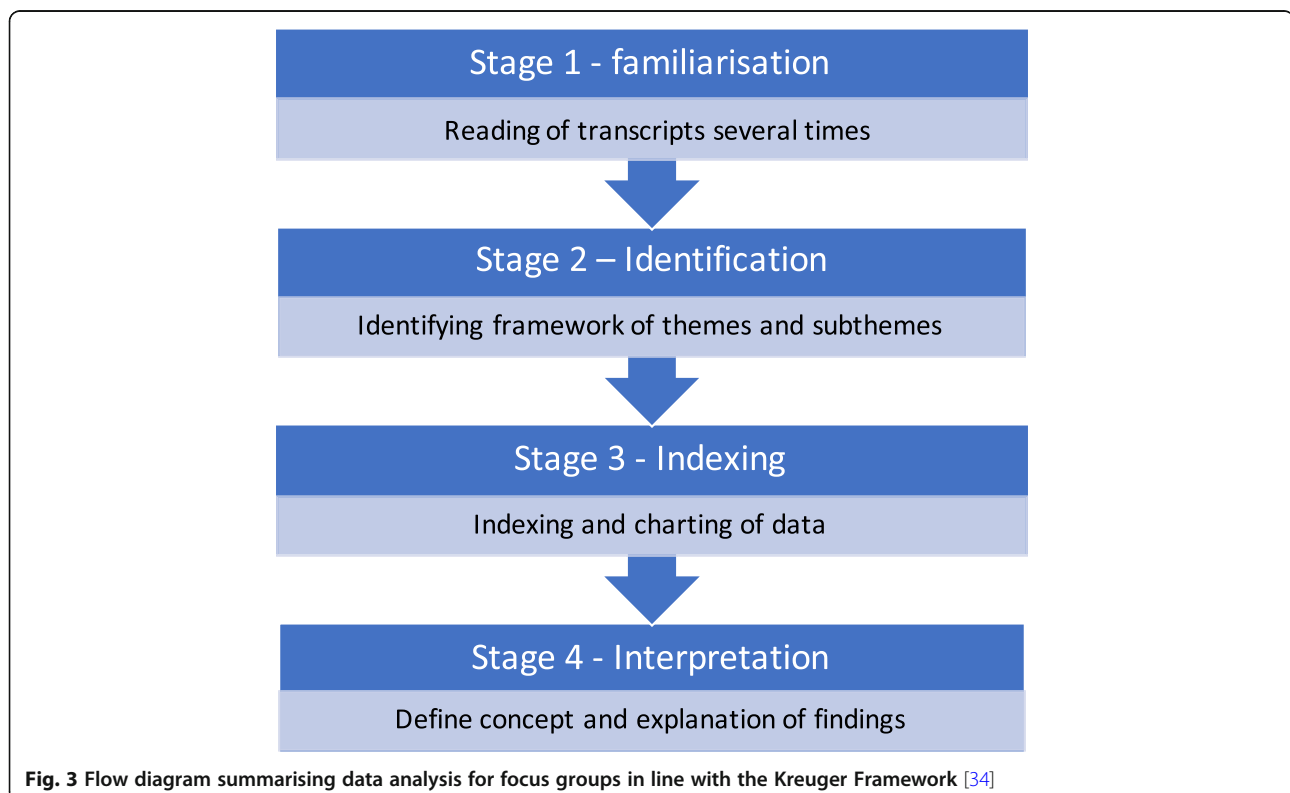 Stage 1 - familiarisation
Reading of transcripts several times
Stage 2 – Identification
Identifying framework of themes and subthemes
Stage 3 - Indexing
Indexing and charting of data
Stage 4 - Interpretation
Define concept and explanation of findings
Fig. 3 Flow diagram summarising data analysis for focus groups in line with the Kreuger Framework [34]